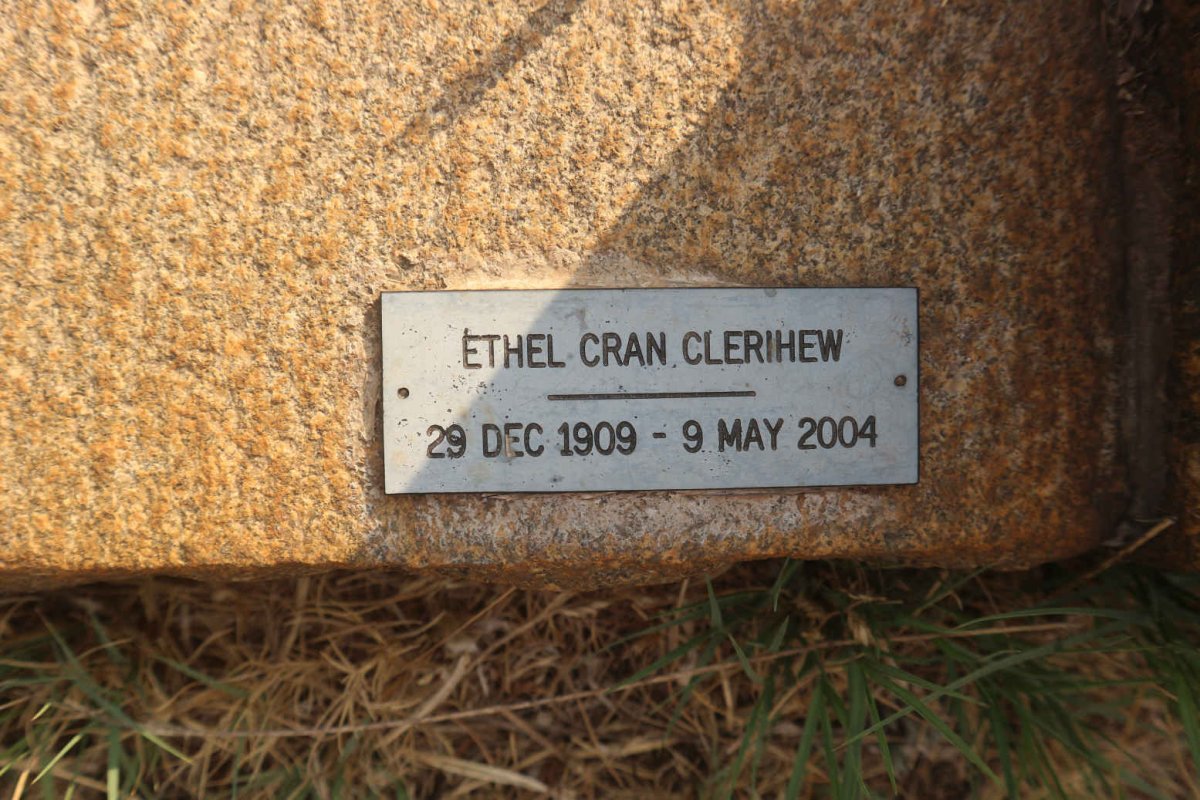 ETHEL CRAN CLERIHEW
29 DEC 1909 - 9 MAY 2004